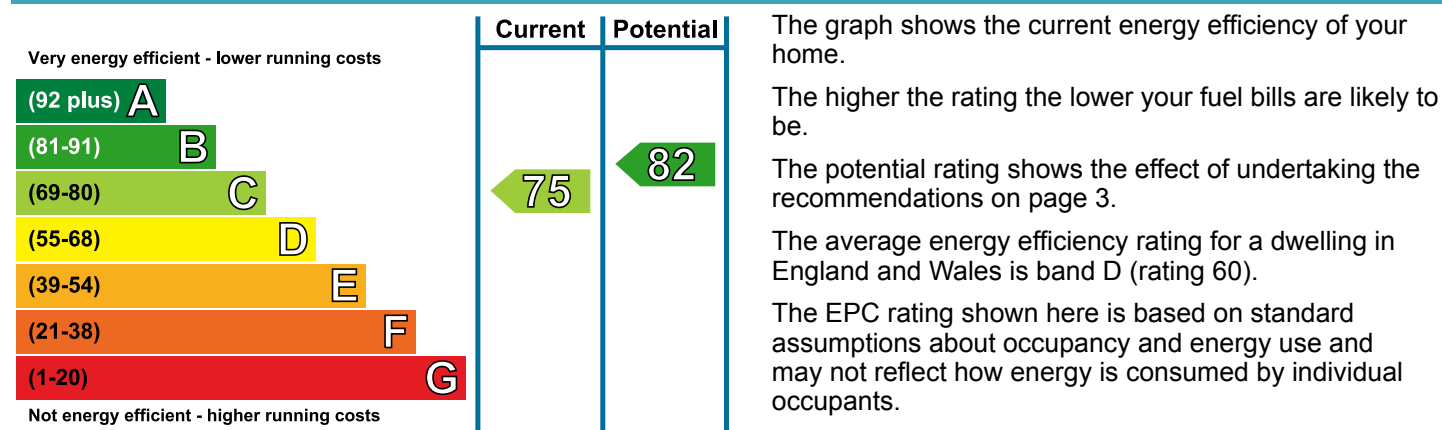 Current Potential
Very energy efficient - lower running costs
(92 plus) A
(81-91) B
(69-80) C
(55-68) D
(39-54) E
(21-38) F
(1-20) G
Not energy efficient - higher running costs
75
82
The graph shows the current energy efficiency of your
home.
The higher the rating the lower your fuel bills are likely to
be.
The potential rating shows the effect of undertaking the
recommendations on page 3.
The average energy efficiency rating for a dwelling in
England and Wales is band D (rating 60).
The EPC rating shown here is based on standard
assumptions about occupancy and energy use and
may not reflect how energy is consumed by individual
occupants.